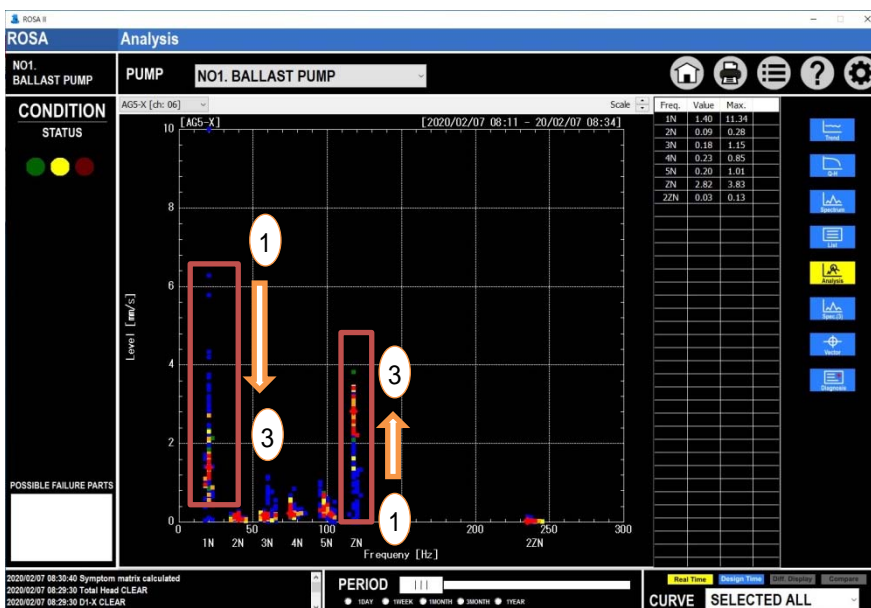 ROSA II
ROSA Analysis
NO1.
BALLAST PUMP
PUMP NO1. BALLAST PUMP
CONDITION
STATUS
AG5-X [ch: 06] Scale
[AG5-X] [2020/02/07 08:11 - 20/02/07 08:34]
Level [mm/s]
10
8
6
4
2
0
0 50 100 200 250 300
1N 2N 3N 4N 5N ZN 2ZN
Frequeny [Hz]
1
3
3
1
Freq. Value Max.
1N 1.40 11.34
2N 0.09 0.28
3N 0.18 1.15
4N 0.23 0.85
5N 0.20 1.01
ZN 2.82 3.83
2ZN 0.03 0.13
Trend
Q-H
Spectrum
List
Analysis
Spec.(3)
Vector
Diagnosis
POSSIBLE FAILURE PARTS
2020/02/07 08:30:40 Symptom matrix calculated
2020/02/07 08:29:30 Total Head CLEAR
2020/02/07 08:29:30 D1-X CLEAR
PERIOD
1DAY 1WEEK 1MONTH 3MONTH 1YEAR
Real Time Design Time Diff. Display Compare
CURVE SELECTED ALL